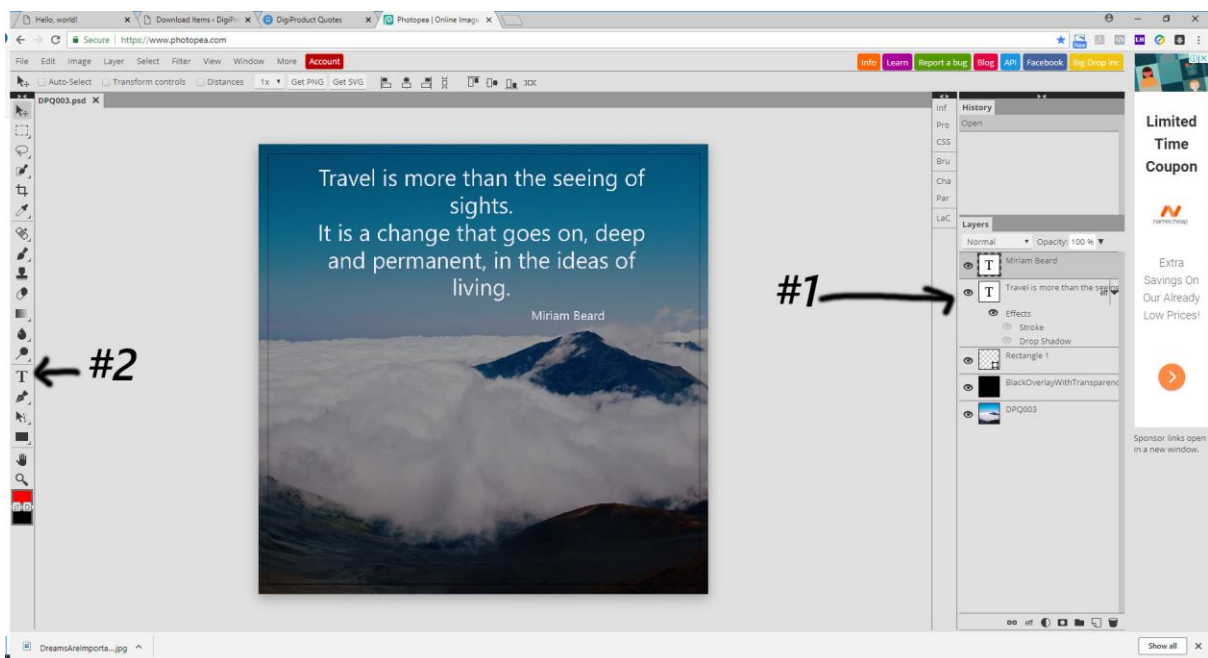 Hello, world!
Download Items - DigiPr
DigiProduct Quotes
Photopea | Online Image
Secure | https://www.photopea.com
File Edit Image Layer Select Filter View Window More Account
Info Learn Report a bug Blog API Facebook Big Drop Inc
Auto-Select Transform controls Distances 1x Get PNG Get SVG
DPQ003.psd
Travel is more than the seeing of
sights.
It is a change that goes on, deep
and permanent, in the ideas of
living.
Miriam Beard
#1
#2
Inf
Pro
CSS
Bru
Cha
Par
LaC
History
Open
Layers
Normal Opacity: 100 %
Miriam Beard
Travel is more than the seeing
eff
Effects
Stroke
Drop Shadow
Rectangle 1
BlackOverlayWithTransparenc
DPQ003
Limited
Time
Coupon
namecheap
Extra
Savings On
Our Already
Low Prices!
Sponsor links open
in a new window.
DreamsAreImporta....jpg
Show all